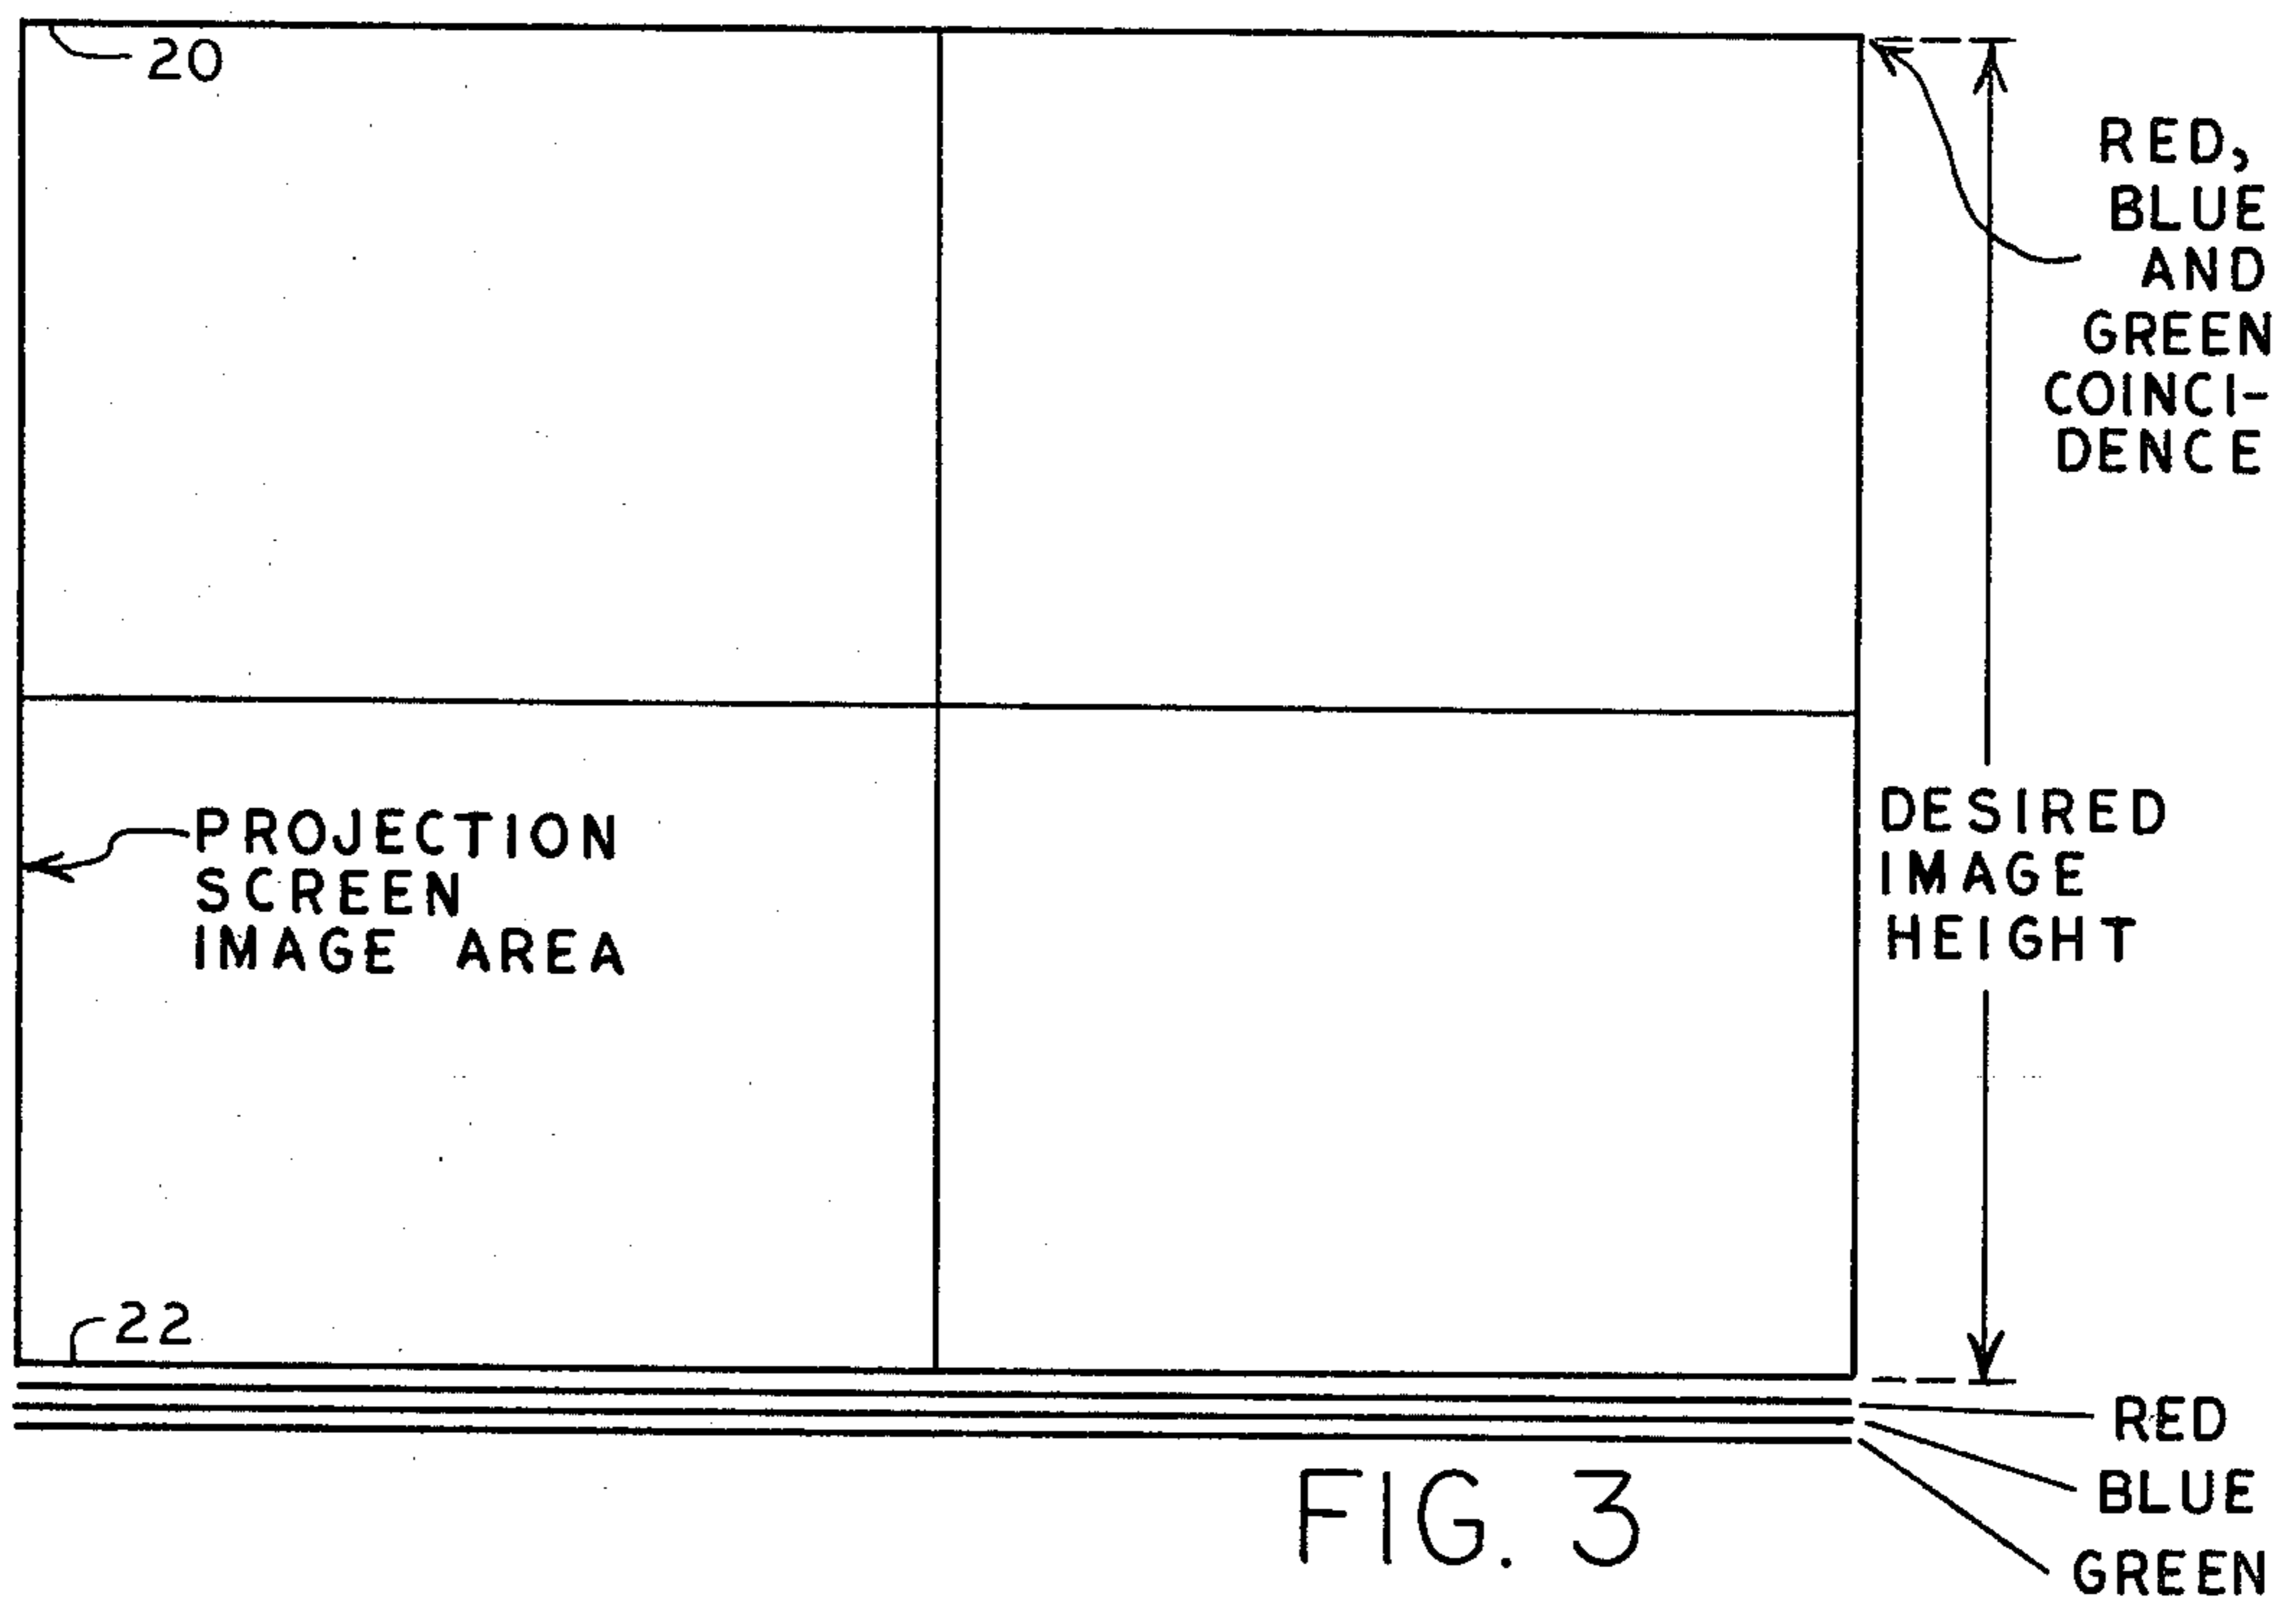 20
RED,
BLUE
AND
GREEN
COINCI-
DENCE
PROJECTION
SCREEN
IMAGE AREA
DESIRED
IMAGE
HEIGHT
22
RED
BLUE
GREEN
FIG. 3